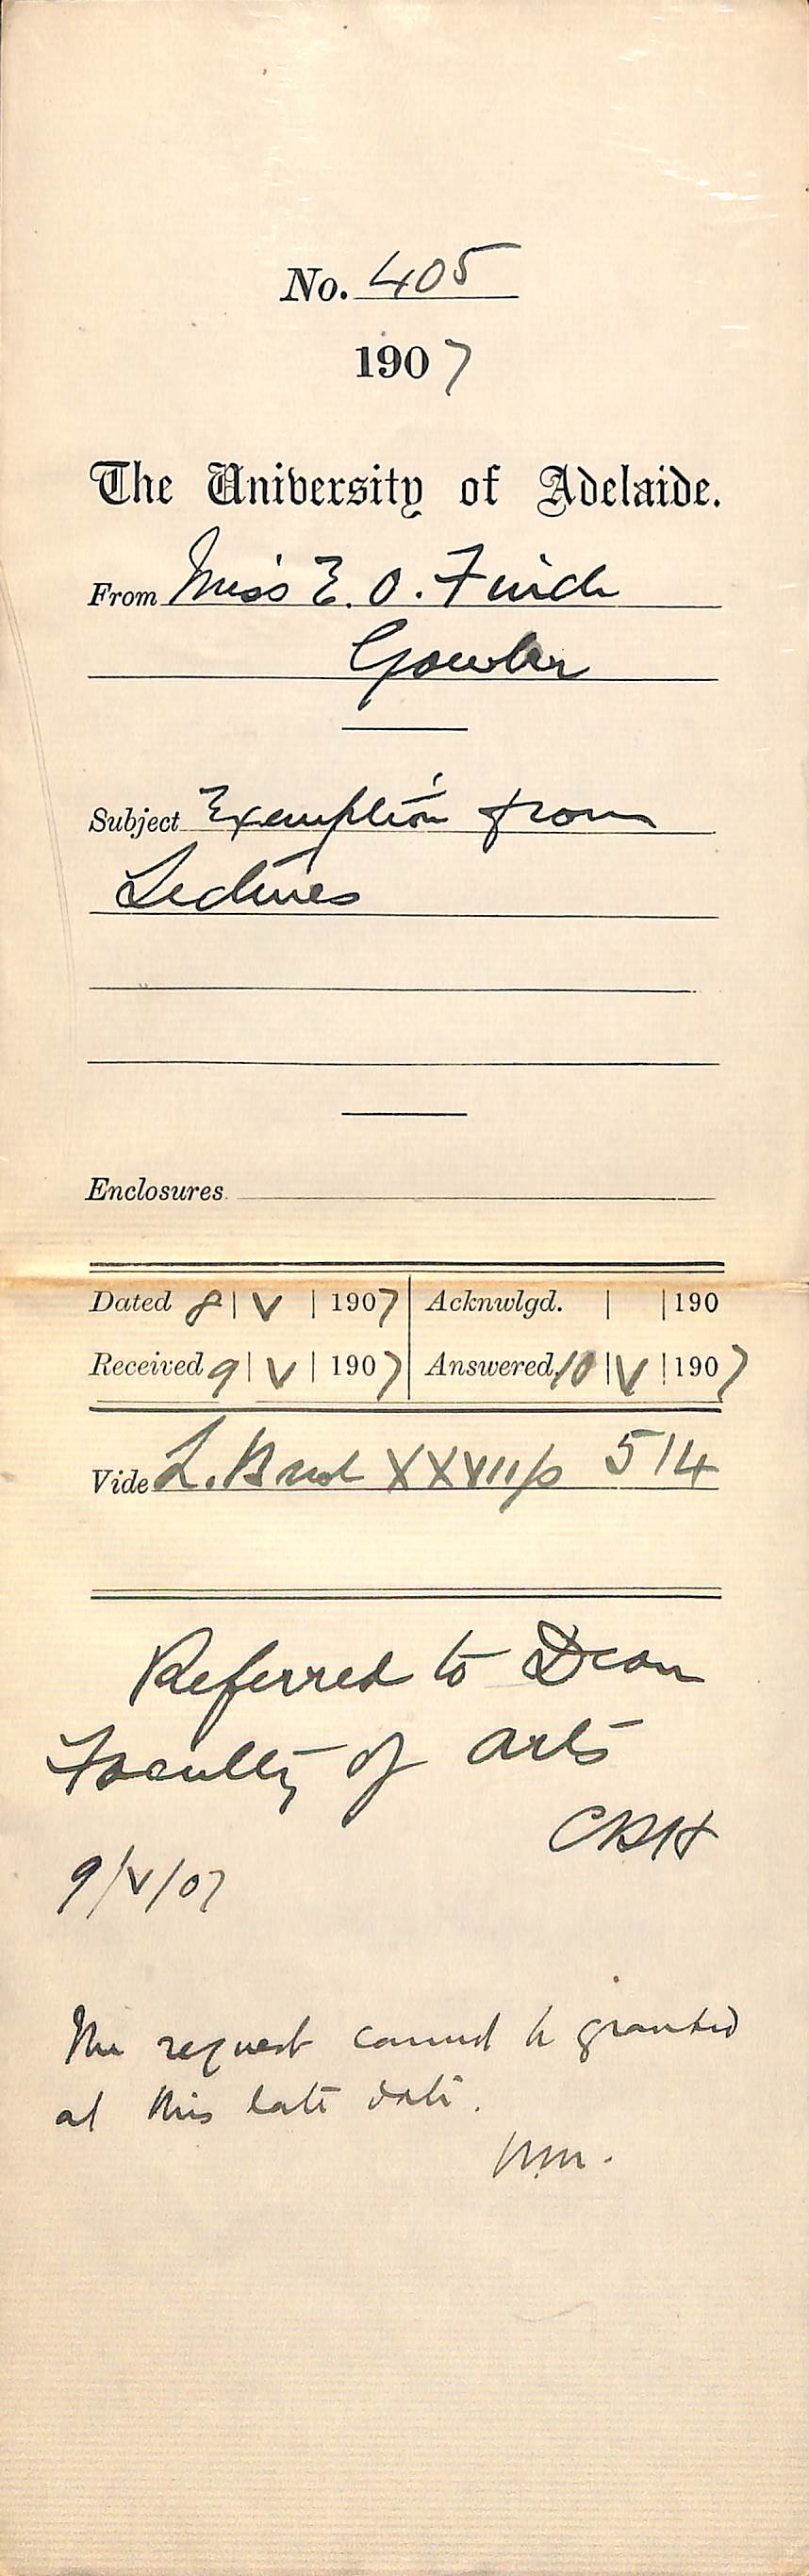 No. 405
1907
The University of Adelaide.
From Miss E. O. Finch
Gawler
Subject Exemption from
Lectures
Enclosures
Dated 8 | V | 1907 Acknwlgd. | | 190
Received 9 | V | 1907 Answered 10 | V | 1907
Vide L. Book XXVII/p 514
Referred to Dean
Faculty of Arts
CRH
9/V/07
The request cannot be granted
at this late date.